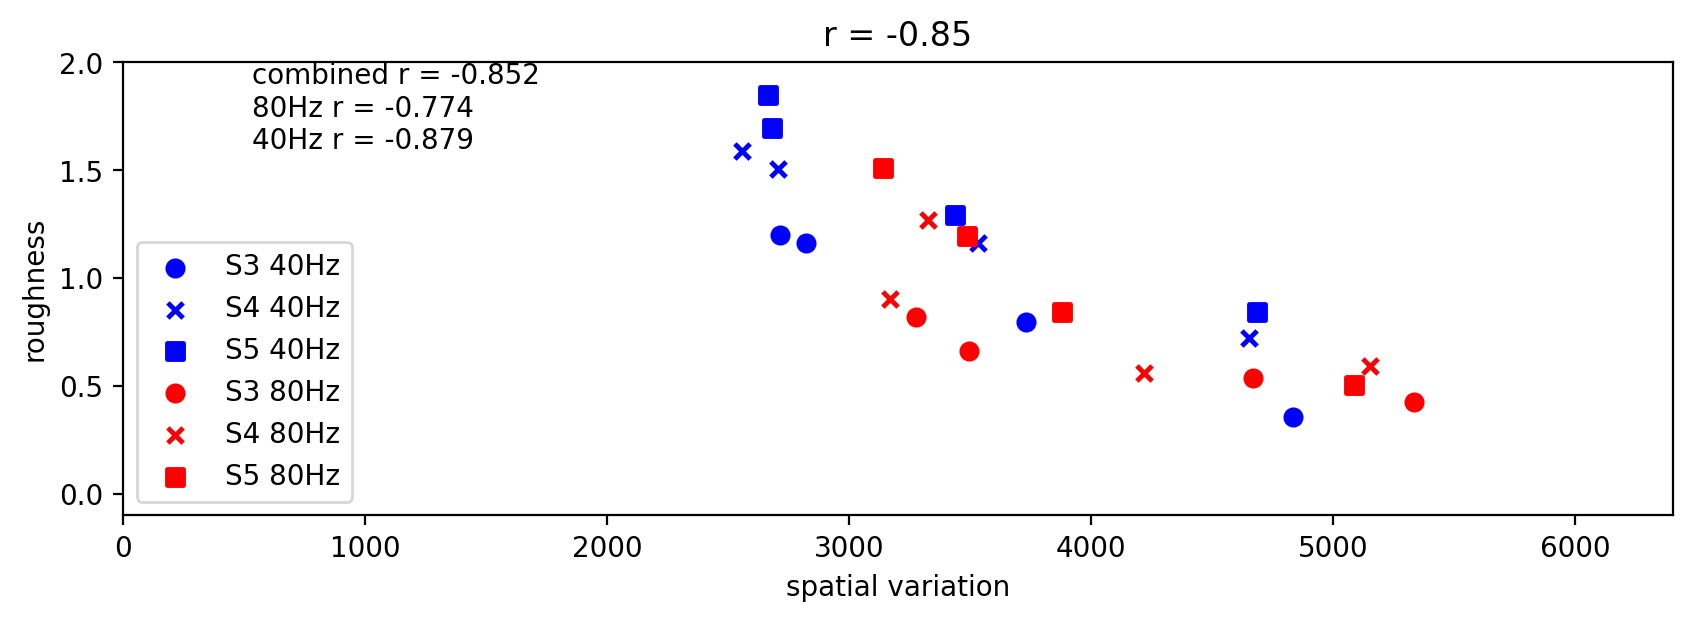 r = -0.85
combined r = -0.852
80Hz r = -0.774
40Hz r = -0.879
2.0
1.5
1.0
0.5
0.0
roughness
S3 40Hz
S4 40Hz
S5 40Hz
S3 80Hz
S4 80Hz
S5 80Hz
0 1000 2000 3000 4000 5000 6000
spatial variation